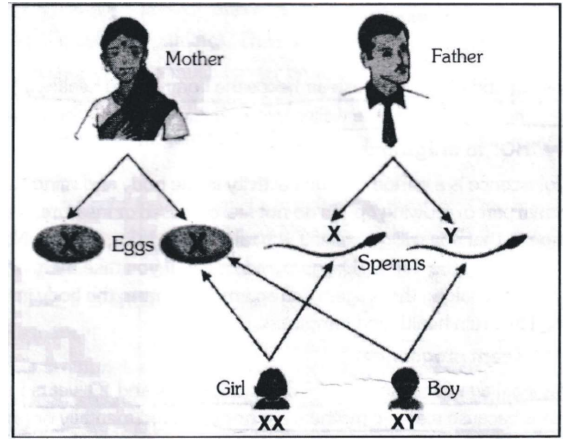 Mother
Father
X Eggs X
X Y
Sperms
Girl Boy
XX XY